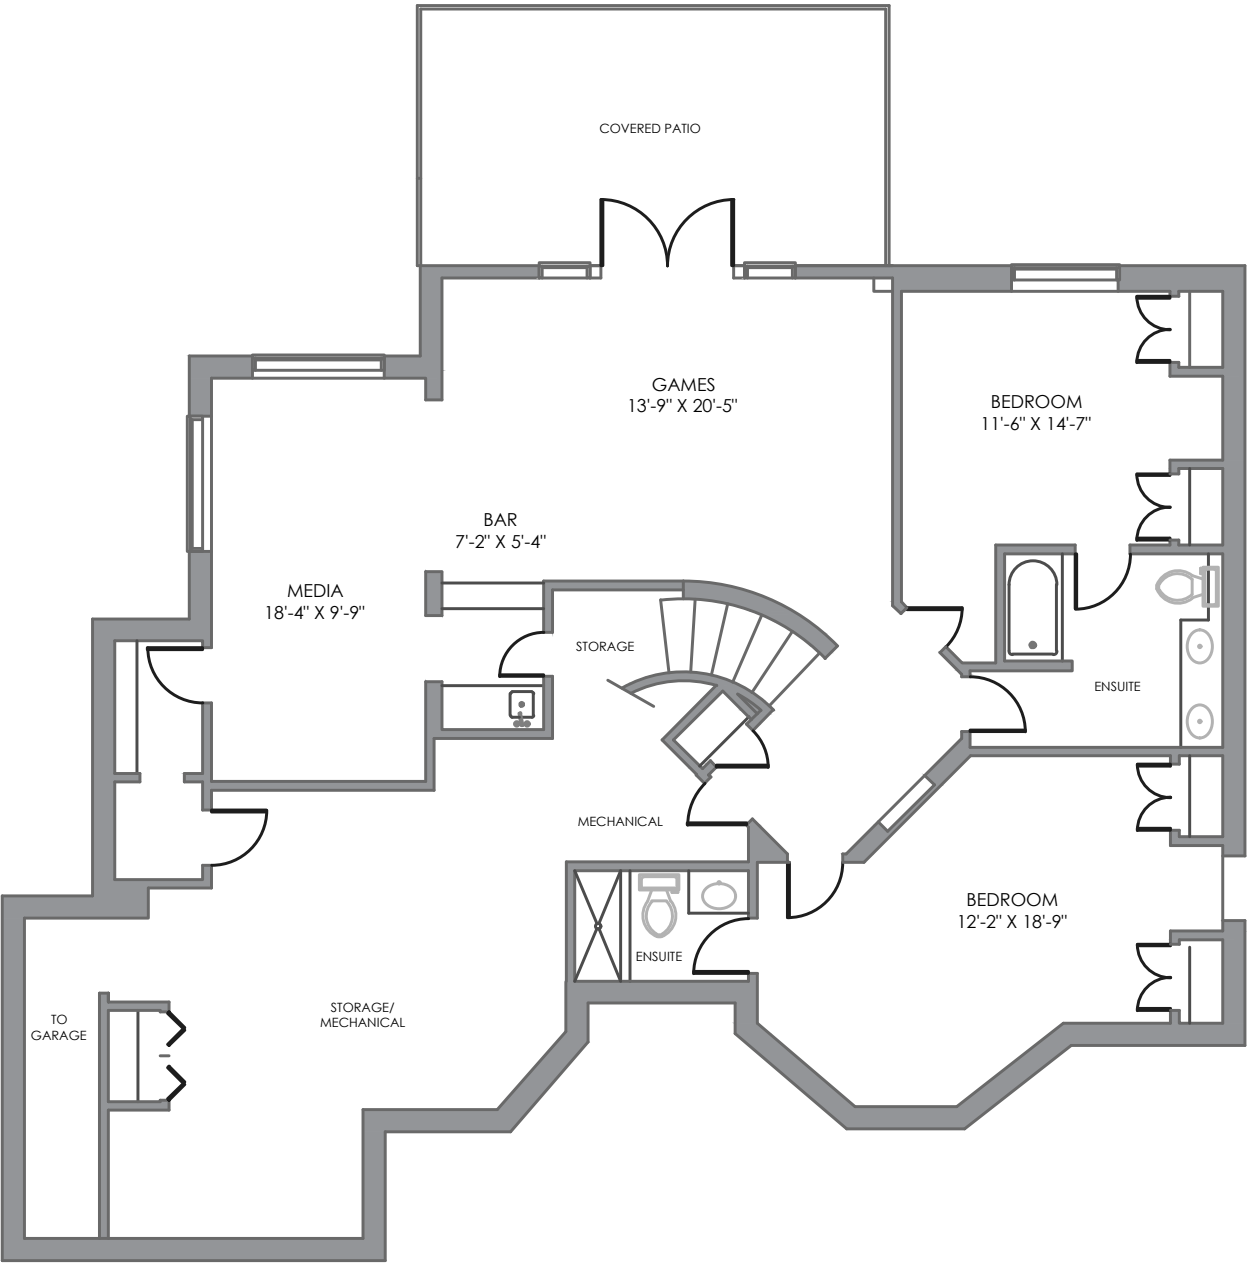 COVERED PATIO
GAMES
13'-9" X 20'-5"
BEDROOM
11'-6" X 14'-7"
BAR
7'-2" X 5'-4"
MEDIA
18'-4" X 9'-9"
STORAGE
ENSUITE
MECHANICAL
BEDROOM
12'-2" X 18'-9"
ENSUITE
STORAGE/
MECHANICAL
TO
GARAGE